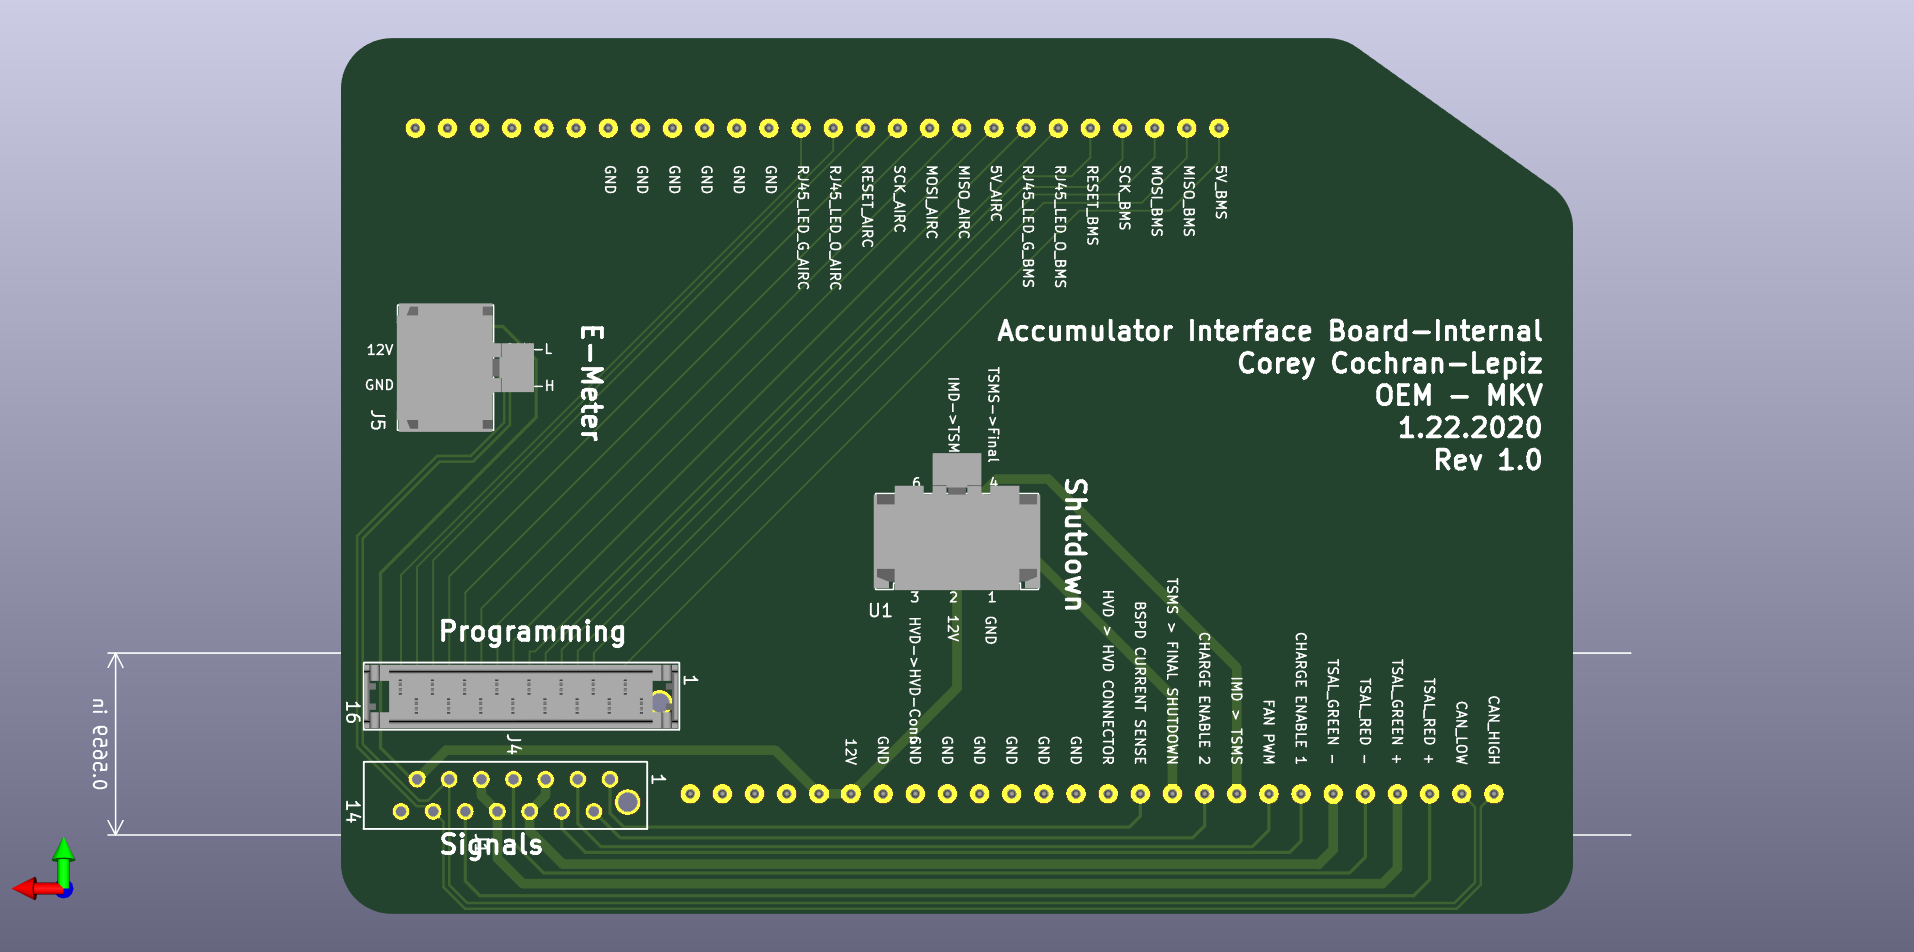 GND
GND
GND
GND
GND
GND
RJ45_LED_G_AIRC
RJ45_LED_O_AIRC
RESET_AIRC
SCK_AIRC
MOSI_AIRC
MISO_AIRC
5V_AIRC
RJ45_LED_G_BMS
RJ45_LED_O_BMS
RESET_BMS
SCK_BMS
MOSI_BMS
MISO_BMS
5V_BMS
Accumulator Interface Board-Internal
Corey Cochran-Lepiz
OEM - MKV
1.22.2020
Rev 1.0
12V
GND
J5
-L
-H
E-Meter
IMD->TSM
TSMS->Final
6
4
Shutdown
U1
3
2
1
HVD->HVD-Conn
12V
GND
Programming
1
16
J4
1
14
Signals
0.5659 in
12V
GND
GND
GND
GND
GND
GND
GND
HVD > HVD CONNECTOR
BSPD CURRENT SENSE
TSMS > FINAL SHUTDOWN
CHARGE ENABLE 2
IMD > TSMS
FAN PWM
CHARGE ENABLE 1
TSAL_GREEN -
TSAL_RED -
TSAL_GREEN +
TSAL_RED +
CAN_LOW
CAN_HIGH